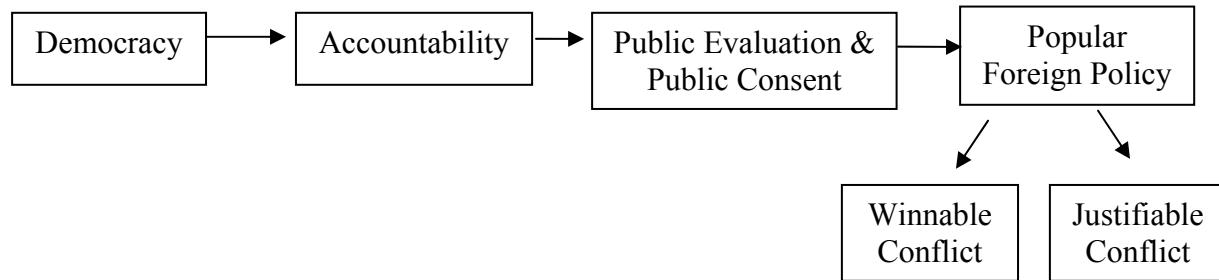 Democracy
Accountability
Public Evaluation &
Public Consent
Popular
Foreign Policy
Winnable
Conflict
Justifiable
Conflict